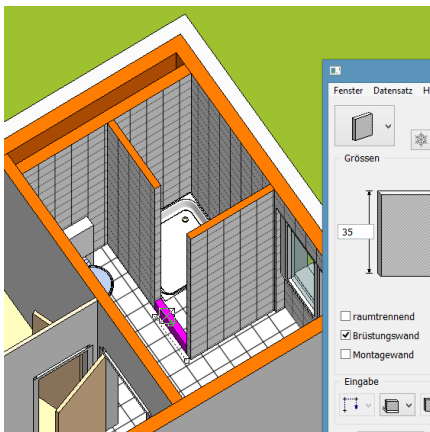 Fenster Datensatz H
Grössen
35
raumtrennend
Brüstungswand
Montagewand
Eingabe